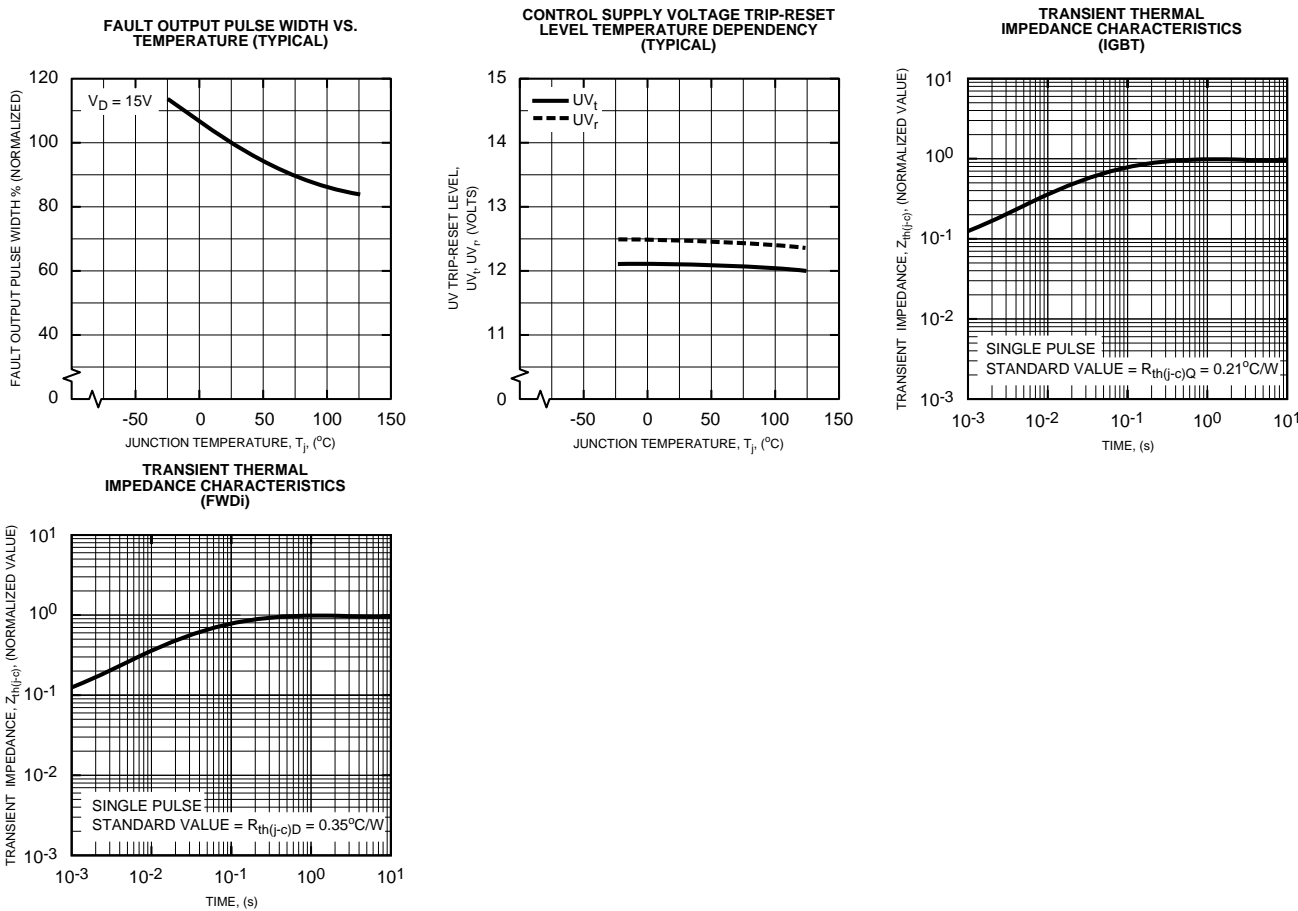 FAULT OUTPUT PULSE WIDTH VS.
TEMPERATURE (TYPICAL)
FAULT OUTPUT PULSE WIDTH % (NORMALIZED)
120
100
80
60
40
0
V_D = 15V
-50 0 50 100 150
JUNCTION TEMPERATURE, T_j, (°C)
CONTROL SUPPLY VOLTAGE TRIP-RESET
LEVEL TEMPERATURE DEPENDENCY
(TYPICAL)
UV TRIP-RESET LEVEL,
UV_t, UV_r, (VOLTS)
15
14
13
12
11
0
UV_t
UV_r
-50 0 50 100 150
JUNCTION TEMPERATURE, T_j, (°C)
TRANSIENT THERMAL
IMPEDANCE CHARACTERISTICS
(IGBT)
TRANSIENT IMPEDANCE, Z_th(j-c), (NORMALIZED VALUE)
10^1
10^0
10^-1
10^-2
10^-3
SINGLE PULSE
STANDARD VALUE = R_th(j-c)Q = 0.21°C/W
10^-3 10^-2 10^-1 10^0 10^1
TIME, (s)
TRANSIENT THERMAL
IMPEDANCE CHARACTERISTICS
(FWDi)
TRANSIENT IMPEDANCE, Z_th(j-c), (NORMALIZED VALUE)
10^1
10^0
10^-1
10^-2
10^-3
SINGLE PULSE
STANDARD VALUE = R_th(j-c)D = 0.35°C/W
10^-3 10^-2 10^-1 10^0 10^1
TIME, (s)